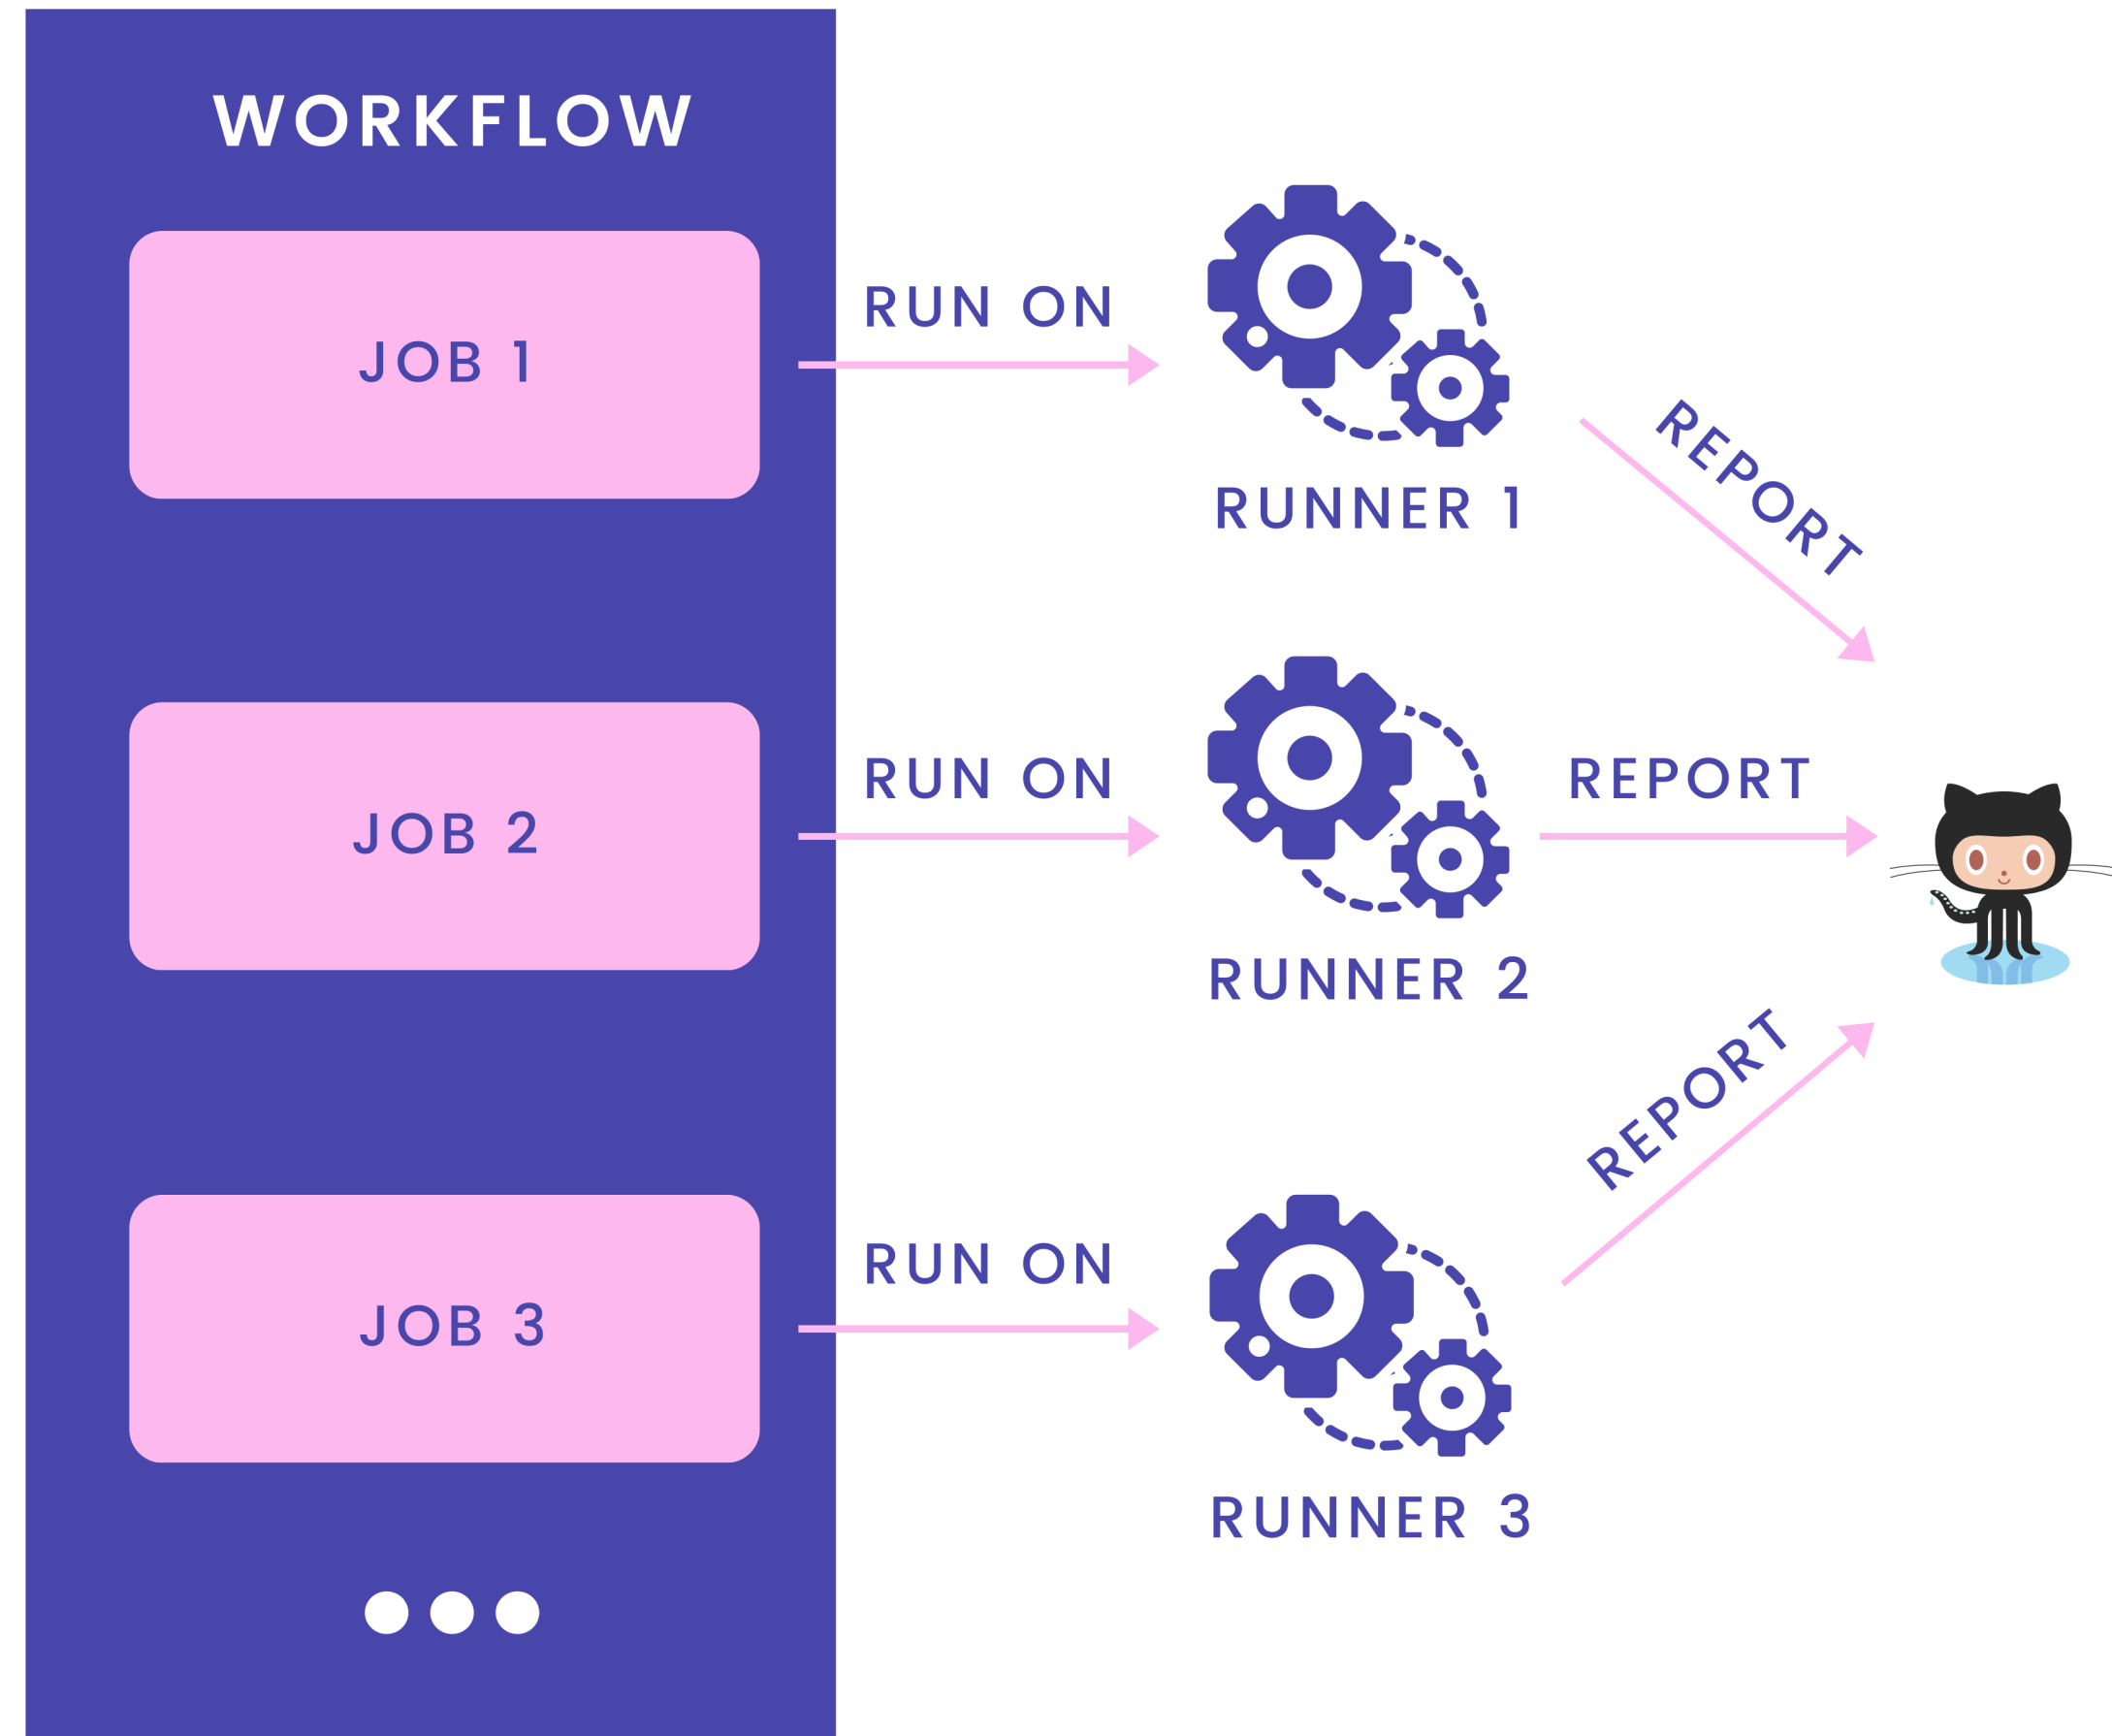 WORKFLOW
JOB 1
RUN ON
RUNNER 1
REPORT
JOB 2
RUN ON
RUNNER 2
REPORT
JOB 3
RUN ON
RUNNER 3
REPORT